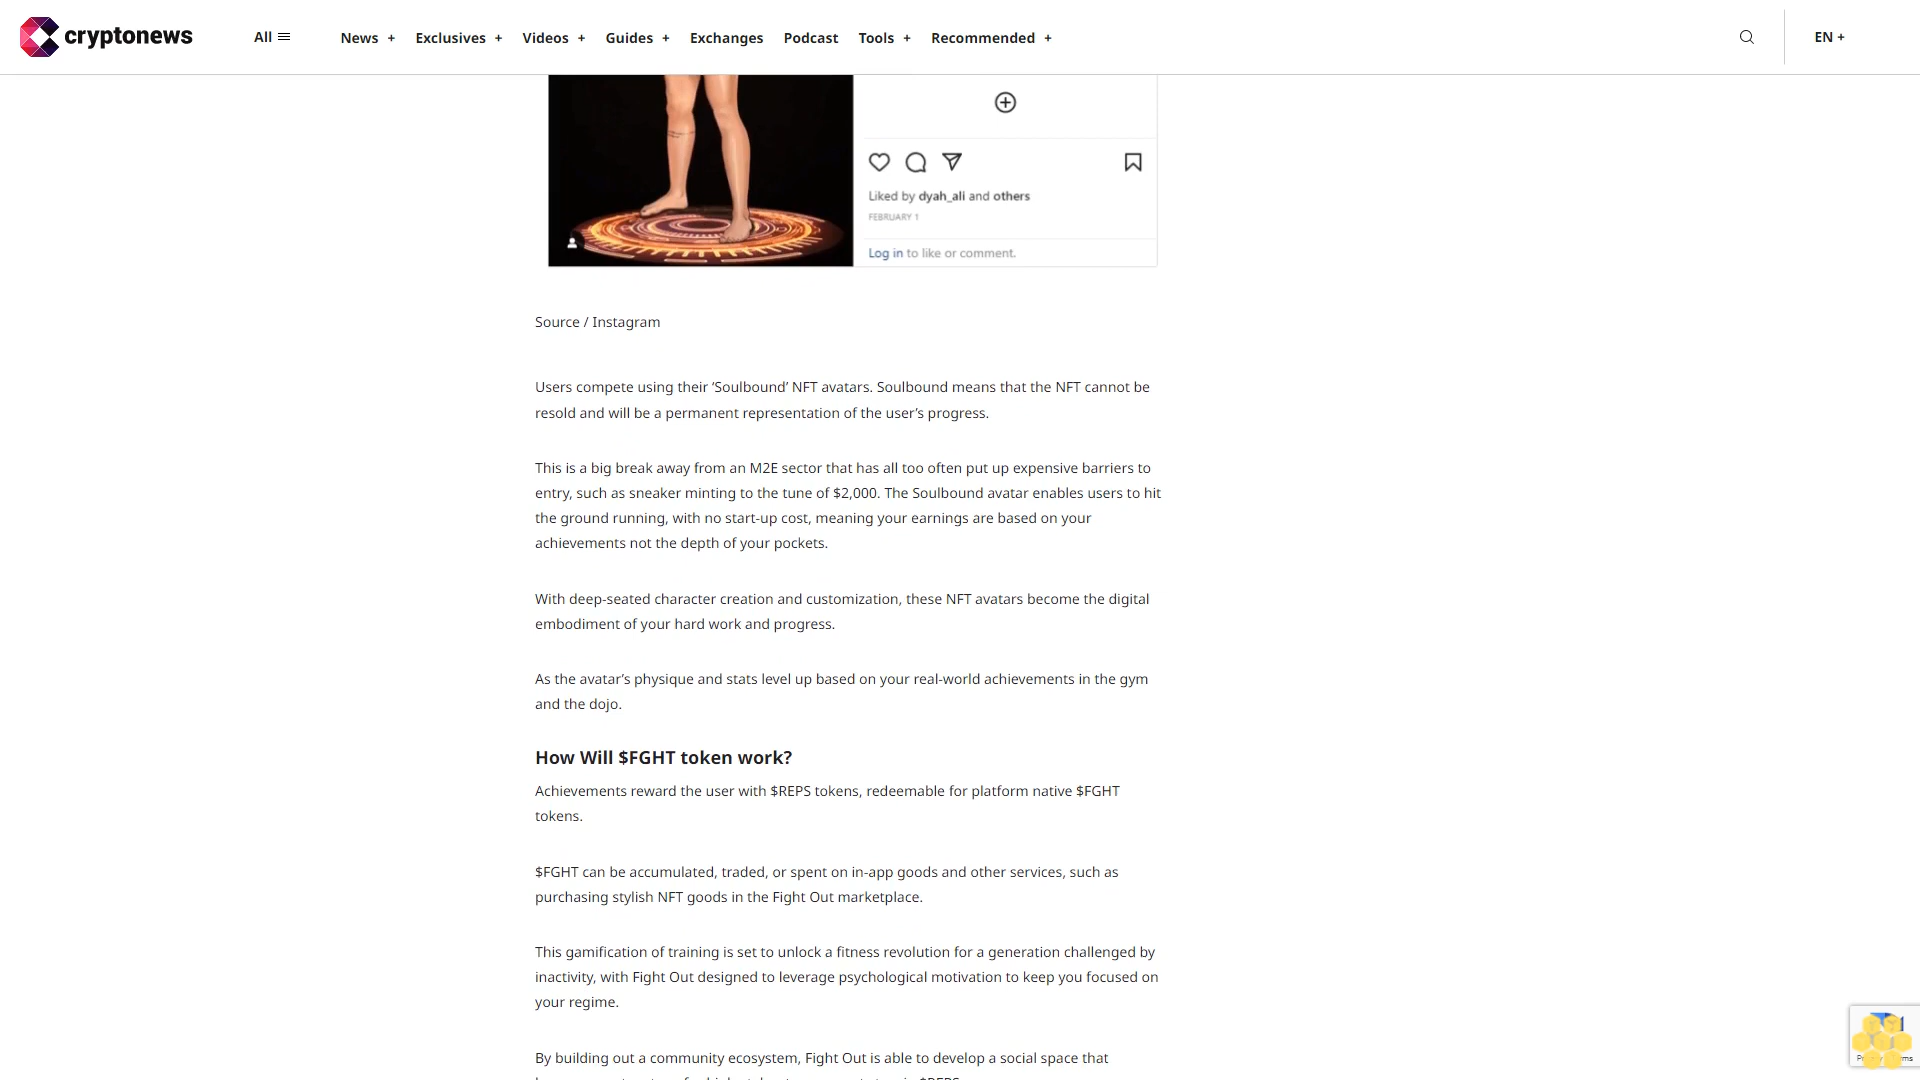 cryptonews
All
News +
Exclusives +
Videos +
Guides +
Exchanges
Podcast
Tools +
Recommended +
EN +
Liked by dyah_ali and others
FEBRUARY 1
Log in to like or comment.
Source / Instagram
Users compete using their ‘Soulbound’ NFT avatars. Soulbound means that the NFT cannot be
resold and will be a permanent representation of the user’s progress.
This is a big break away from an M2E sector that has all too often put up expensive barriers to
entry, such as sneaker minting to the tune of $2,000. The Soulbound avatar enables users to hit
the ground running, with no start-up cost, meaning your earnings are based on your
achievements not the depth of your pockets.
With deep-seated character creation and customization, these NFT avatars become the digital
embodiment of your hard work and progress.
As the avatar’s physique and stats level up based on your real-world achievements in the gym
and the dojo.
How Will $FGHT token work?
Achievements reward the user with $REPS tokens, redeemable for platform native $FGHT
tokens.
$FGHT can be accumulated, traded, or spent on in-app goods and other services, such as
purchasing stylish NFT goods in the Fight Out marketplace.
This gamification of training is set to unlock a fitness revolution for a generation challenged by
inactivity, with Fight Out designed to leverage psychological motivation to keep you focused on
your regime.
By building out a community ecosystem, Fight Out is able to develop a social space that